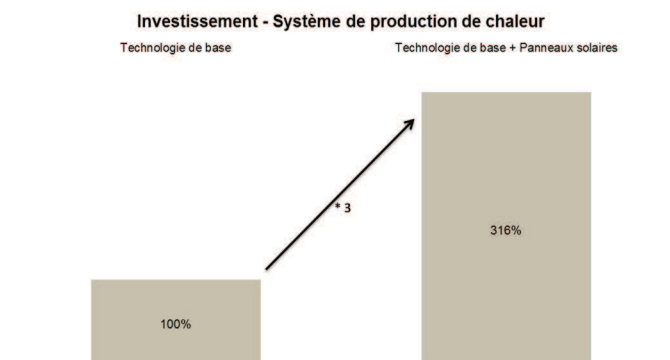 Investissement - Système de production de chaleur
Technologie de base
Technologie de base + Panneaux solaires
* 3
316%
100%